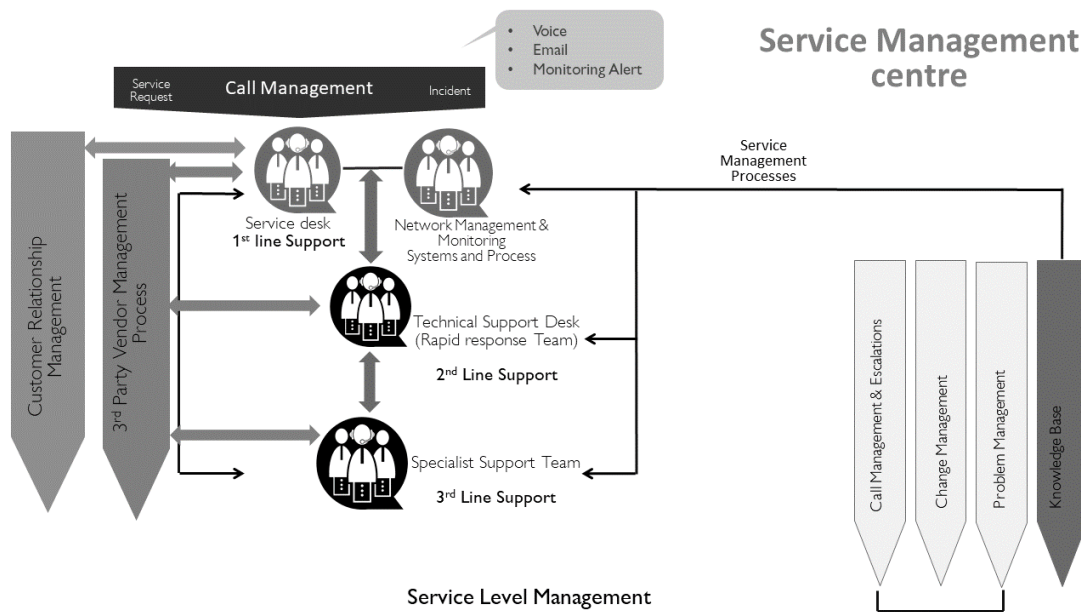 • Voice
• Email
• Monitoring Alert
Service Management
centre
Service
Request
Call Management
Incident
Service
Management
Processes
Service desk
1st line Support
Network Management &
Monitoring
Systems and Process
Customer Relationship
Management
3rd Party Vendor Management
Process
Technical Support Desk
(Rapid response Team)
2nd Line Support
Specialist Support Team
3rd Line Support
Call Management & Escalations
Change Management
Problem Management
Knowledge Base
Service Level Management